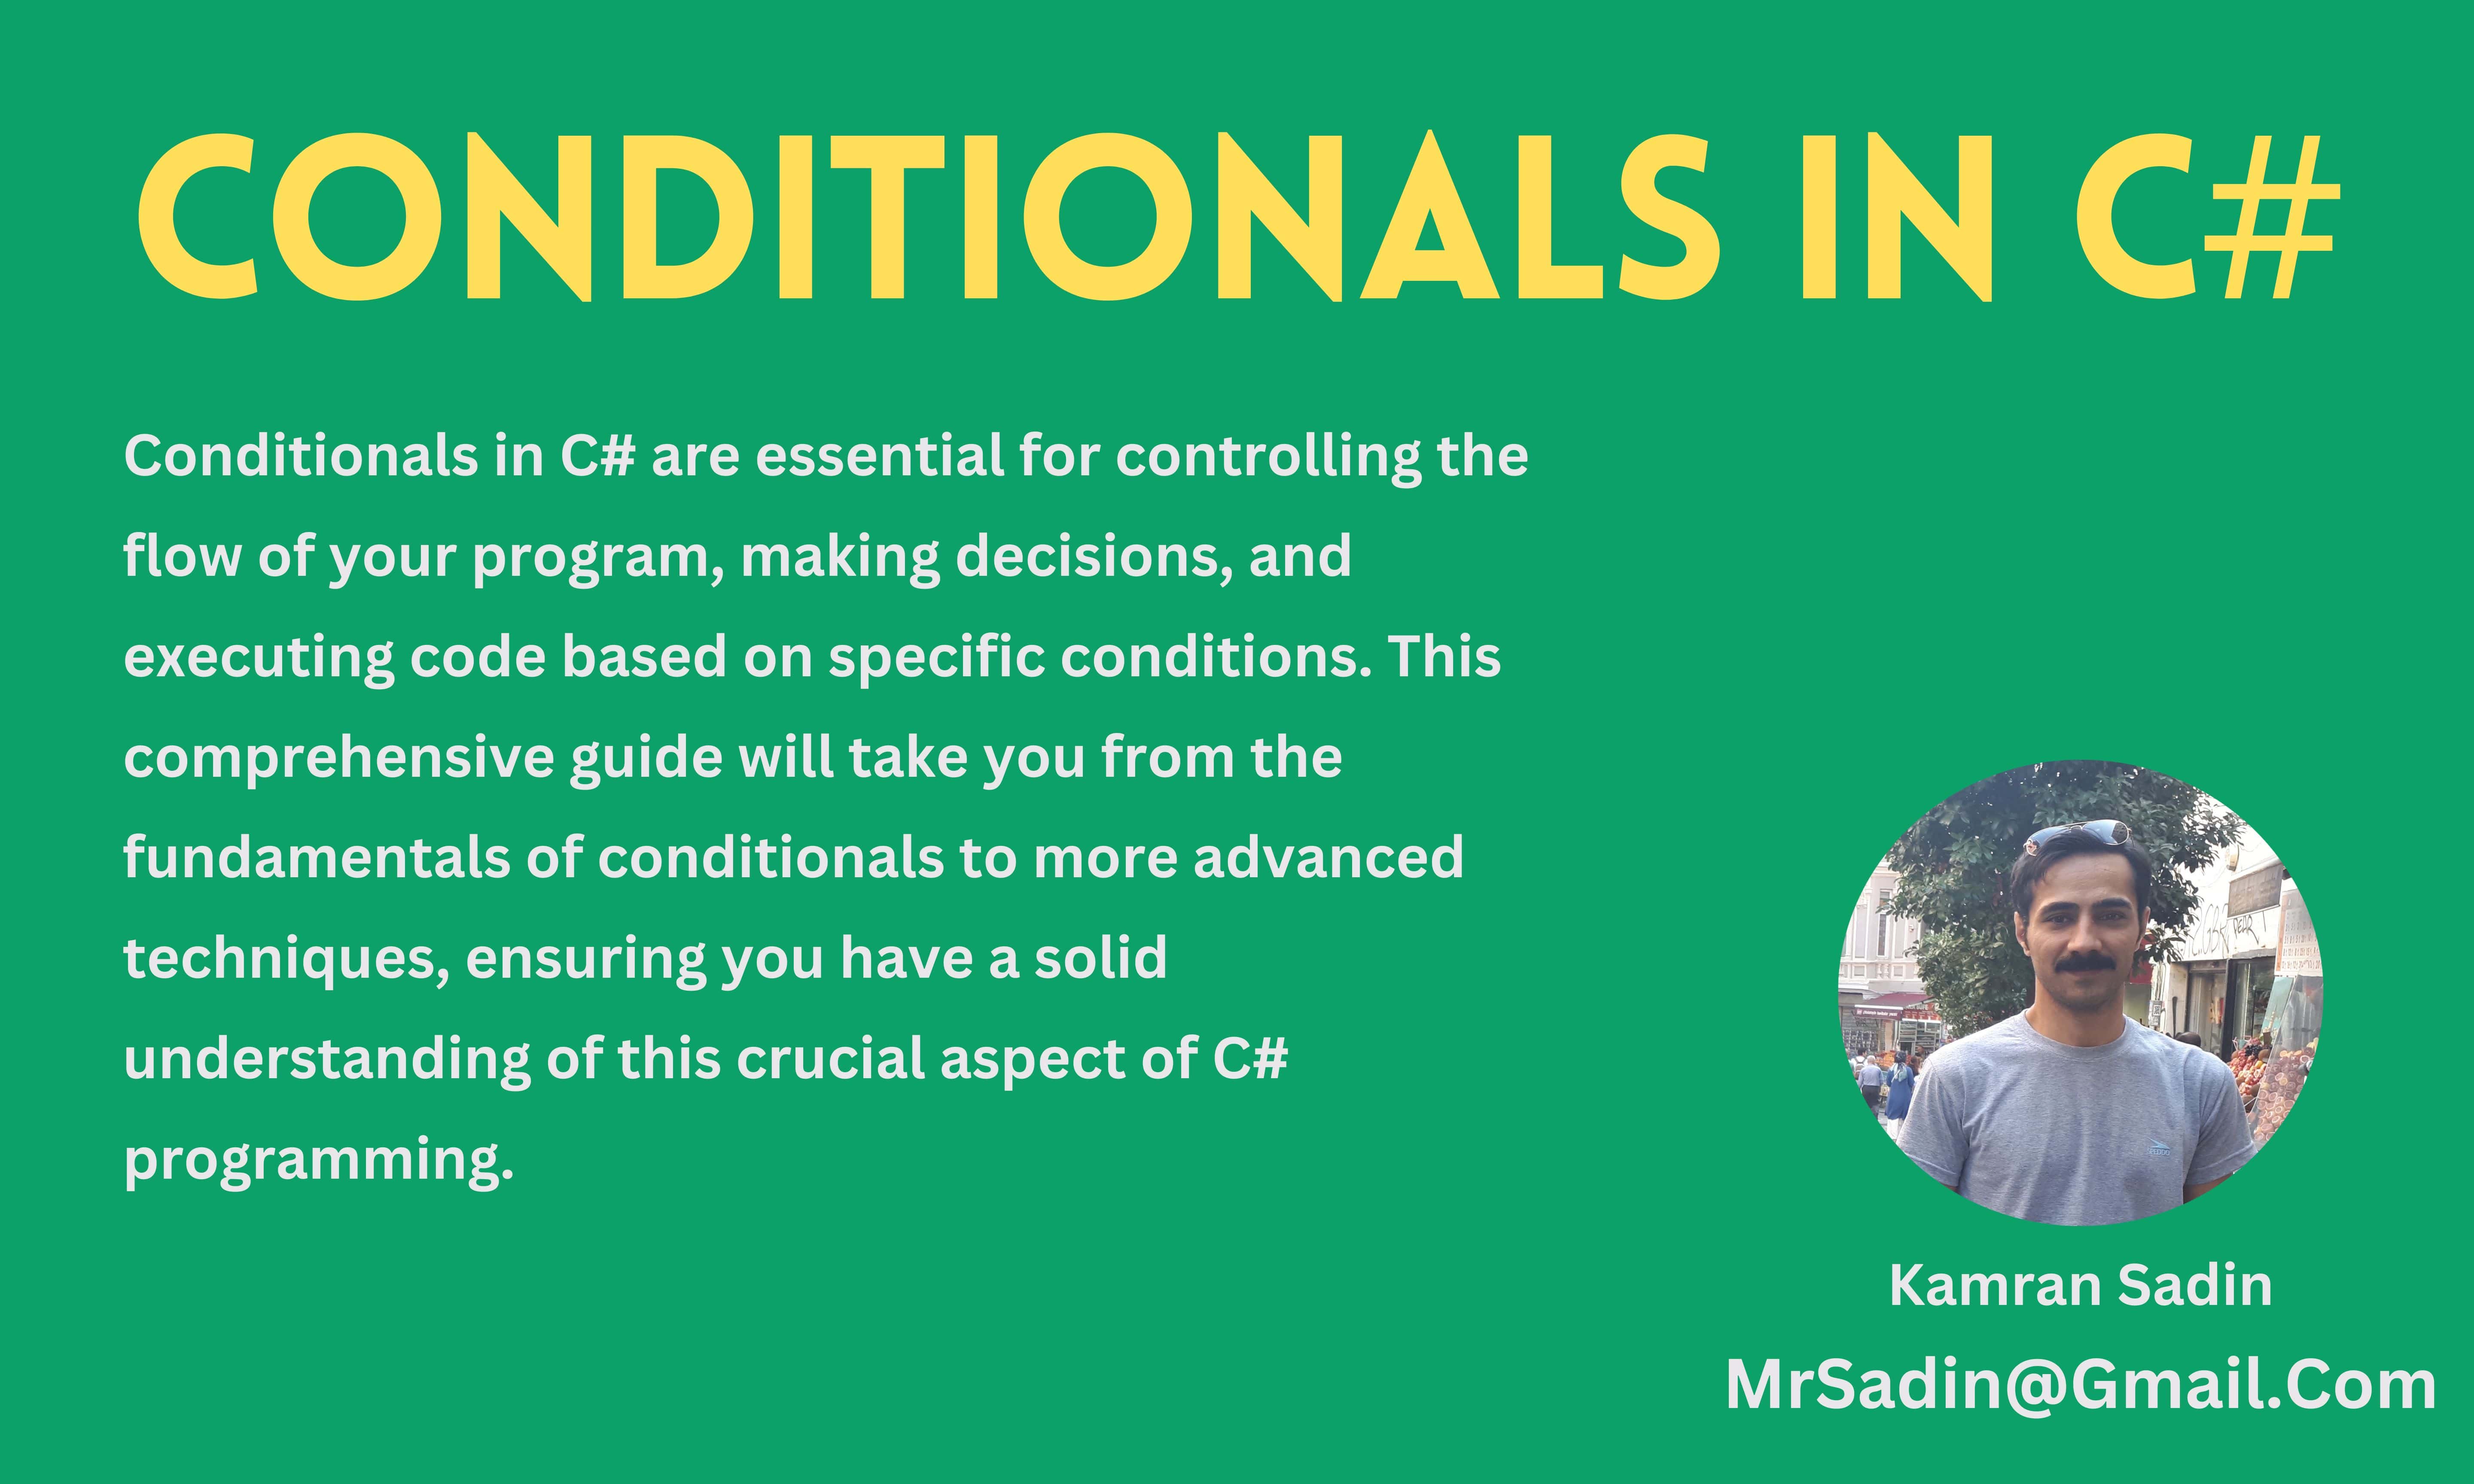 CONDITIONALS IN C#
Conditionals in C# are essential for controlling the
flow of your program, making decisions, and
executing code based on specific conditions. This
comprehensive guide will take you from the
fundamentals of conditionals to more advanced
techniques, ensuring you have a solid
understanding of this crucial aspect of C#
programming.
Kamran Sadin
MrSadin@Gmail.Com